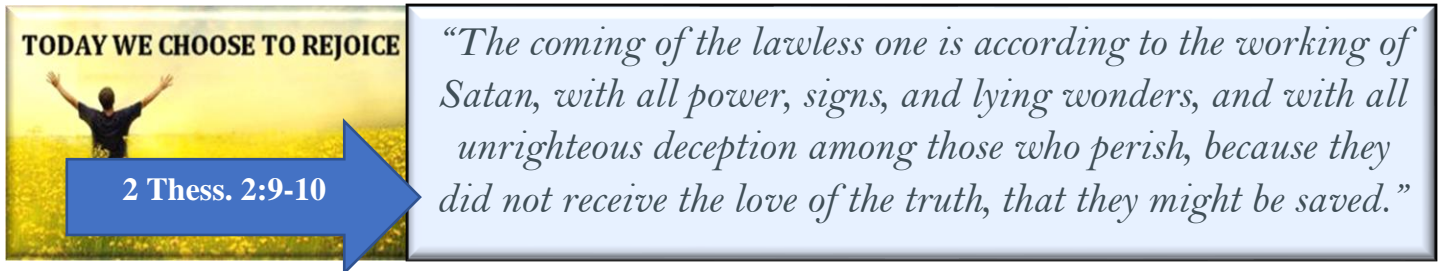 TODAY WE CHOOSE TO REJOICE
2 Thess. 2:9-10
“The coming of the lawless one is according to the working of
Satan, with all power, signs, and lying wonders, and with all
unrighteous deception among those who perish, because they
did not receive the love of the truth, that they might be saved.”